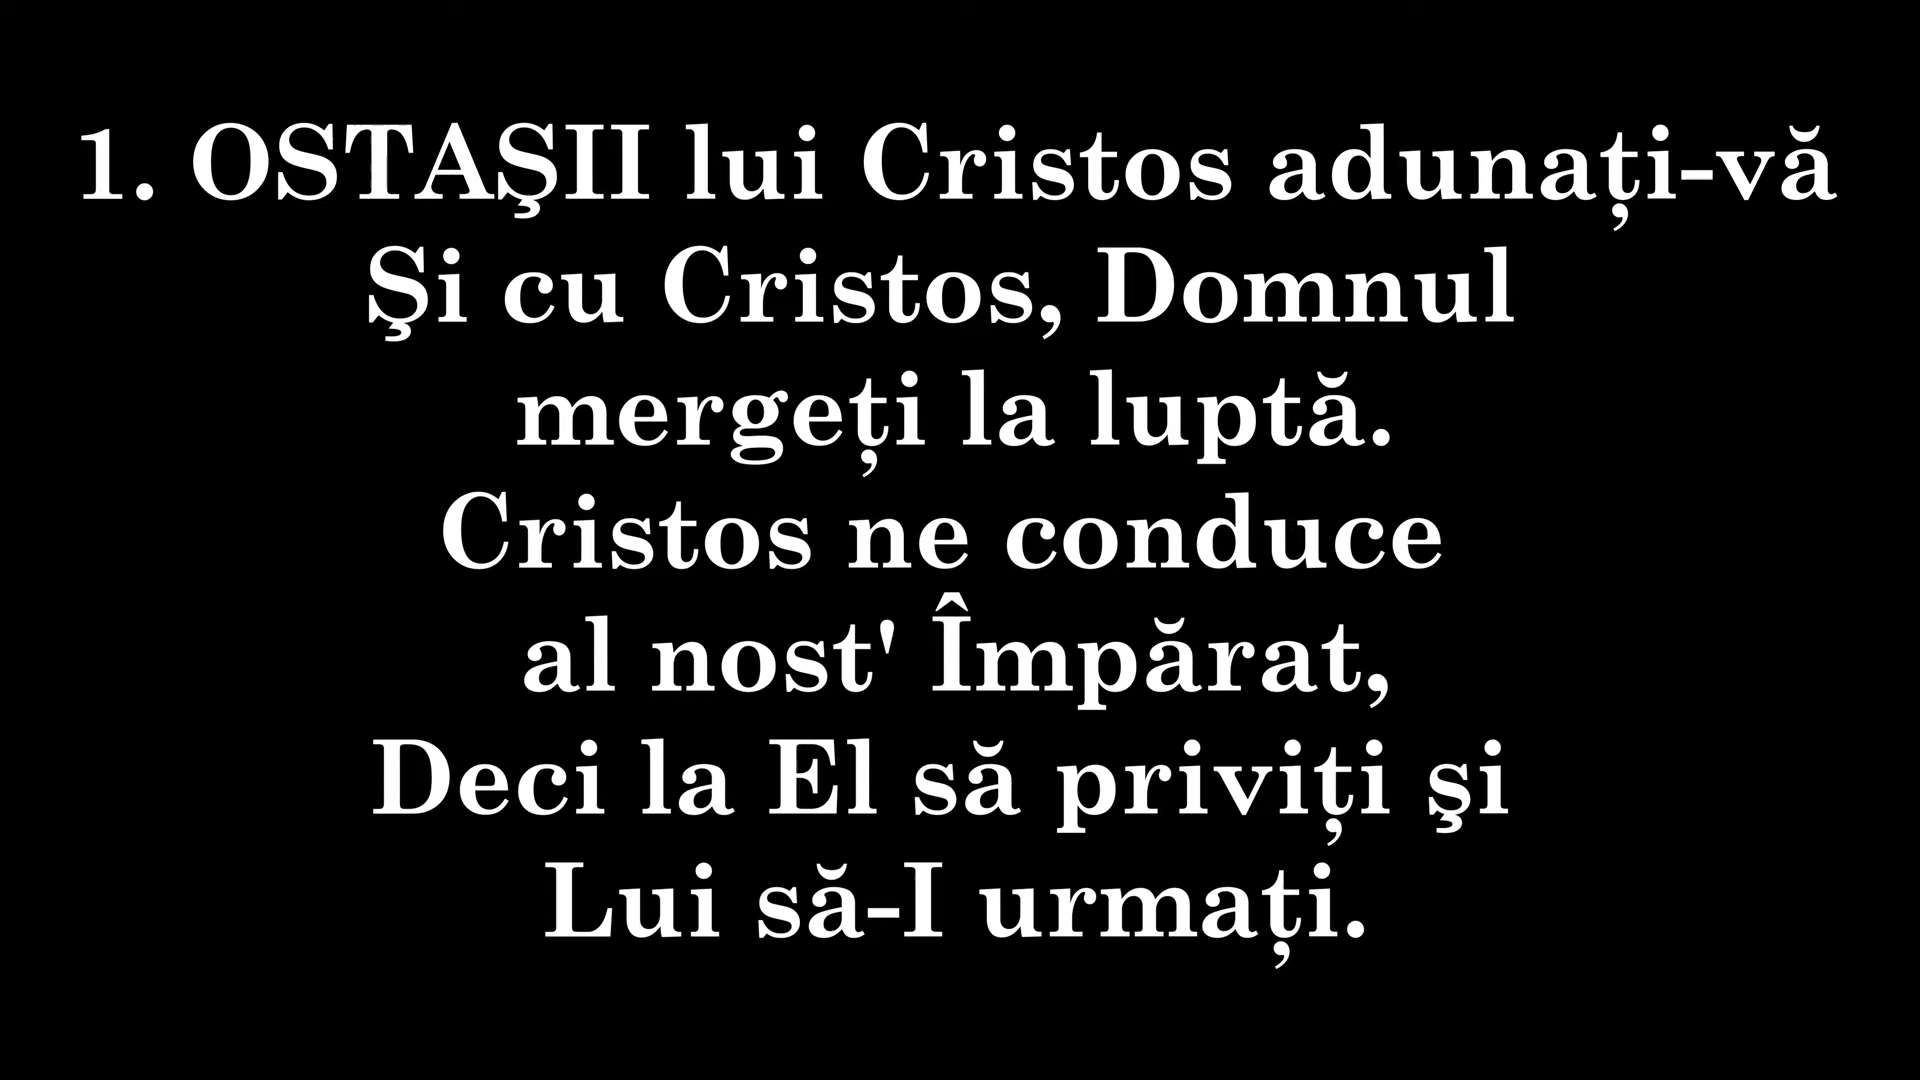 1. OSTAŞII lui Cristos adunați-vă
Şi cu Cristos, Domnul
mergeți la luptă.
Cristos ne conduce
al nost' Împărat,
Deci la El să priviți şi
Lui să-I urmați.